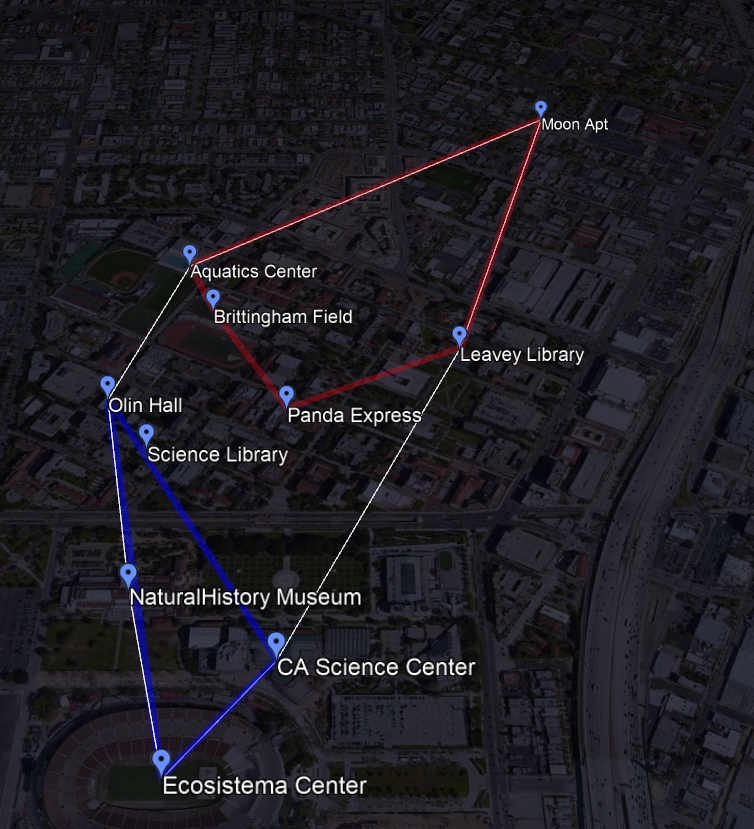 Moon Apt
Aquatics Center
Brittingham Field
Leavey Library
Olin Hall
Panda Express
Science Library
NaturalHistory Museum
CA Science Center
Ecosistema Center